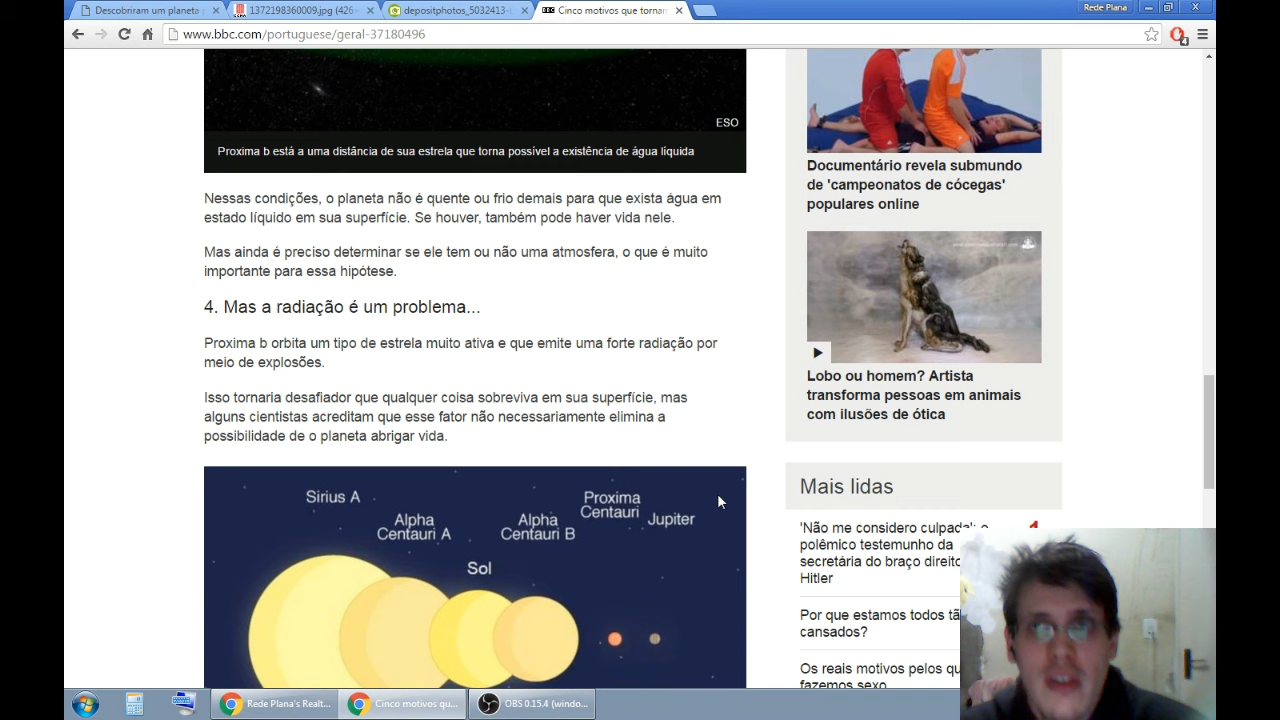 Descobriram um planeta
1372198360009.jpg (426×
depositphotos_5032413-
Cinco motivos que tornam
Rede Plana
www.bbc.com/portuguese/geral-37180496
4
ESO
Proxima b está a uma distância de sua estrela que torna possível a existência de água líquida
Nessas condições, o planeta não é quente ou frio demais para que exista água em
estado líquido em sua superfície. Se houver, também pode haver vida nele.
Mas ainda é preciso determinar se ele tem ou não uma atmosfera, o que é muito
importante para essa hipótese.
4. Mas a radiação é um problema...
Proxima b orbita um tipo de estrela muito ativa e que emite uma forte radiação por
meio de explosões.
Isso tornaria desafiador que qualquer coisa sobreviva em sua superfície, mas
alguns cientistas acreditam que esse fator não necessariamente elimina a
possibilidade de o planeta abrigar vida.
Sirius A
Alpha
Centauri A
Sol
Alpha
Centauri B
Proxima
Centauri
Jupiter
Documentário revela submundo
de 'campeonatos de cócegas'
populares online
Lobo ou homem? Artista
transforma pessoas em animais
com ilusões de ótica
Mais lidas
'Não me considero culpada': o
polêmico testemunho da
secretária do braço direito
Hitler
1
Por que estamos todos tã
cansados?
Os reais motivos pelos qu
fazemos sexo
Rede Plana's Realt...
Cinco motivos qu...
OBS 0.15.4 (windo...